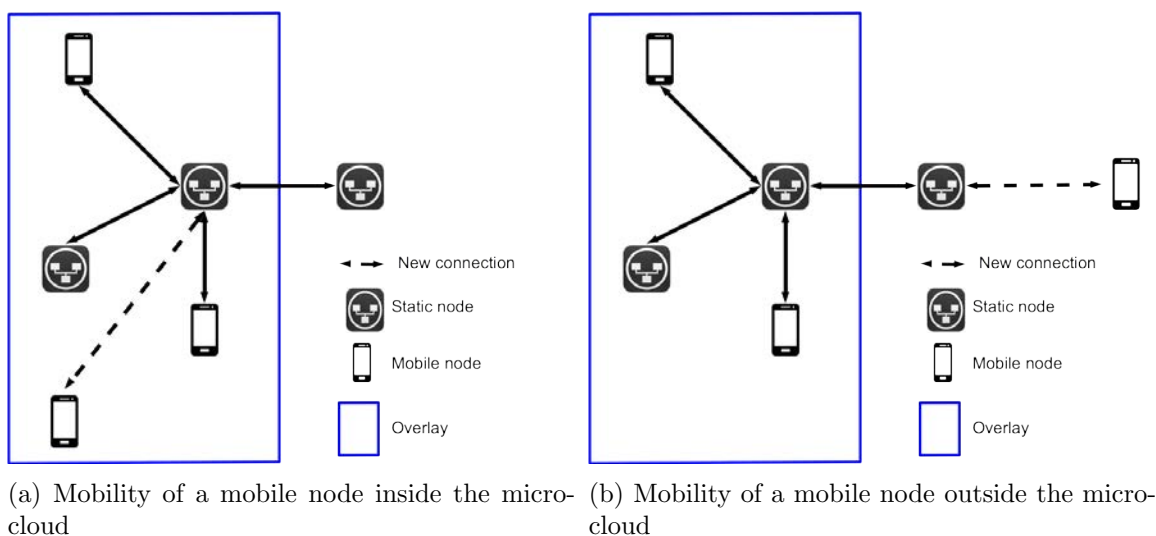 New connection
Static node
Mobile node
Overlay
(a) Mobility of a mobile node inside the micro-
cloud
New connection
Static node
Mobile node
Overlay
(b) Mobility of a mobile node outside the micro-
cloud